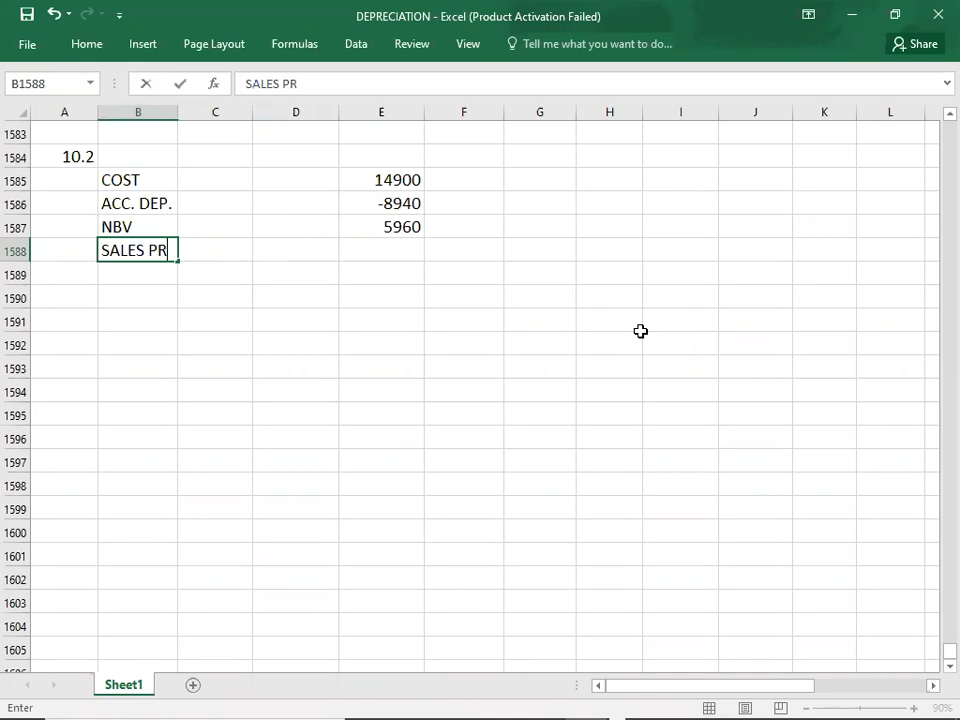 DEPRECIATION - Excel (Product Activation Failed)
File Home Insert Page Layout Formulas Data Review View Tell me what you want to do... Share
B1588 fx SALES PR
A B C D E F G H I J K L
1583
1584 10.2
1585 COST 14900
1586 ACC. DEP. -8940
1587 NBV 5960
1588 SALES PR
1589
1590
1591
1592
1593
1594
1595
1596
1597
1598
1599
1600
1601
1602
1603
1604
1605
Sheet1
Enter 90%